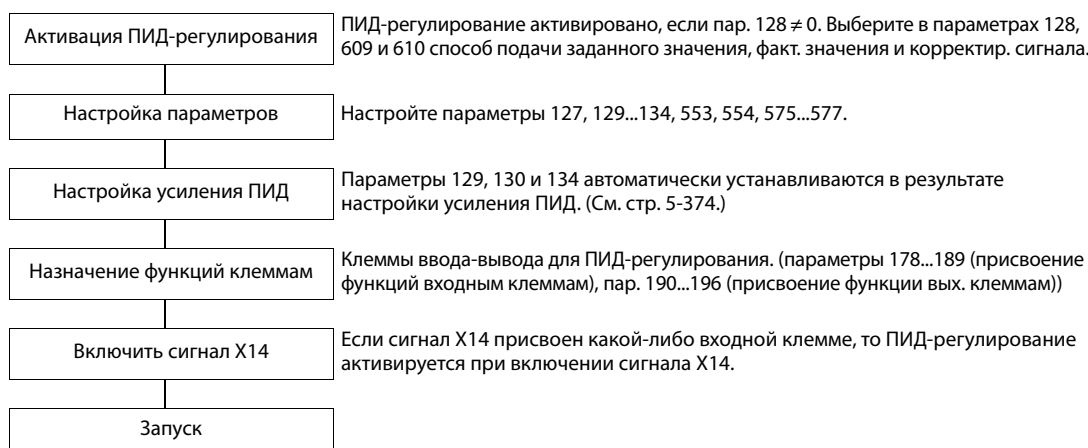 Активация ПИД-регулирования
ПИД-регулирование активировано, если пар. 128 ≠ 0. Выберите в параметрах 128,
609 и 610 способ подачи заданного значения, факт. значения и корректир. сигнала.
Настройка параметров
Настройте параметры 127, 129...134, 553, 554, 575...577.
Настройка усиления ПИД
Параметры 129, 130 и 134 автоматически устанавливаются в результате
настройки усиления ПИД. (См. стр. 5-374.)
Назначение функций клеммам
Клеммы ввода-вывода для ПИД-регулирования. (параметры 178...189 (присвоение
функций входным клеммам), пар. 190...196 (присвоение функции вых. клеммам))
Включить сигнал X14
Если сигнал X14 присвоен какой-либо входной клемме, то ПИД-регулирование
активируется при включении сигнала X14.
Запуск